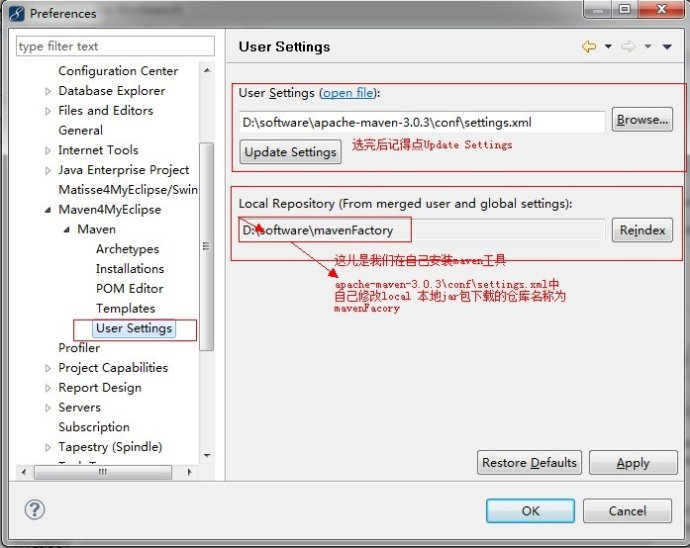 Preferences
type filter text
User Settings
Configuration Center
Database Explorer
Files and Editors
General
Internet Tools
Java Enterprise Project
Matisse4MyEclipse/Swin
Maven4MyEclipse
Maven
Archetypes
Installations
POM Editor
Templates
User Settings
Profiler
Project Capabilities
Report Design
Servers
Subscription
Tapestry (Spindle)
User Settings (open file):
D:\software\apache-maven-3.0.3\conf\settings.xml
Browse...
Update Settings
选完后记得点Update Settings
Local Repository (From merged user and global settings):
D:\software\mavenFactory
Reindex
这儿是我们在自己安装maven工具
apache-maven-3.0.3\conf\settings.xml中
自己修改local 本地jar包下载的仓库名称为
mavenFacory
Restore Defaults
Apply
OK
Cancel